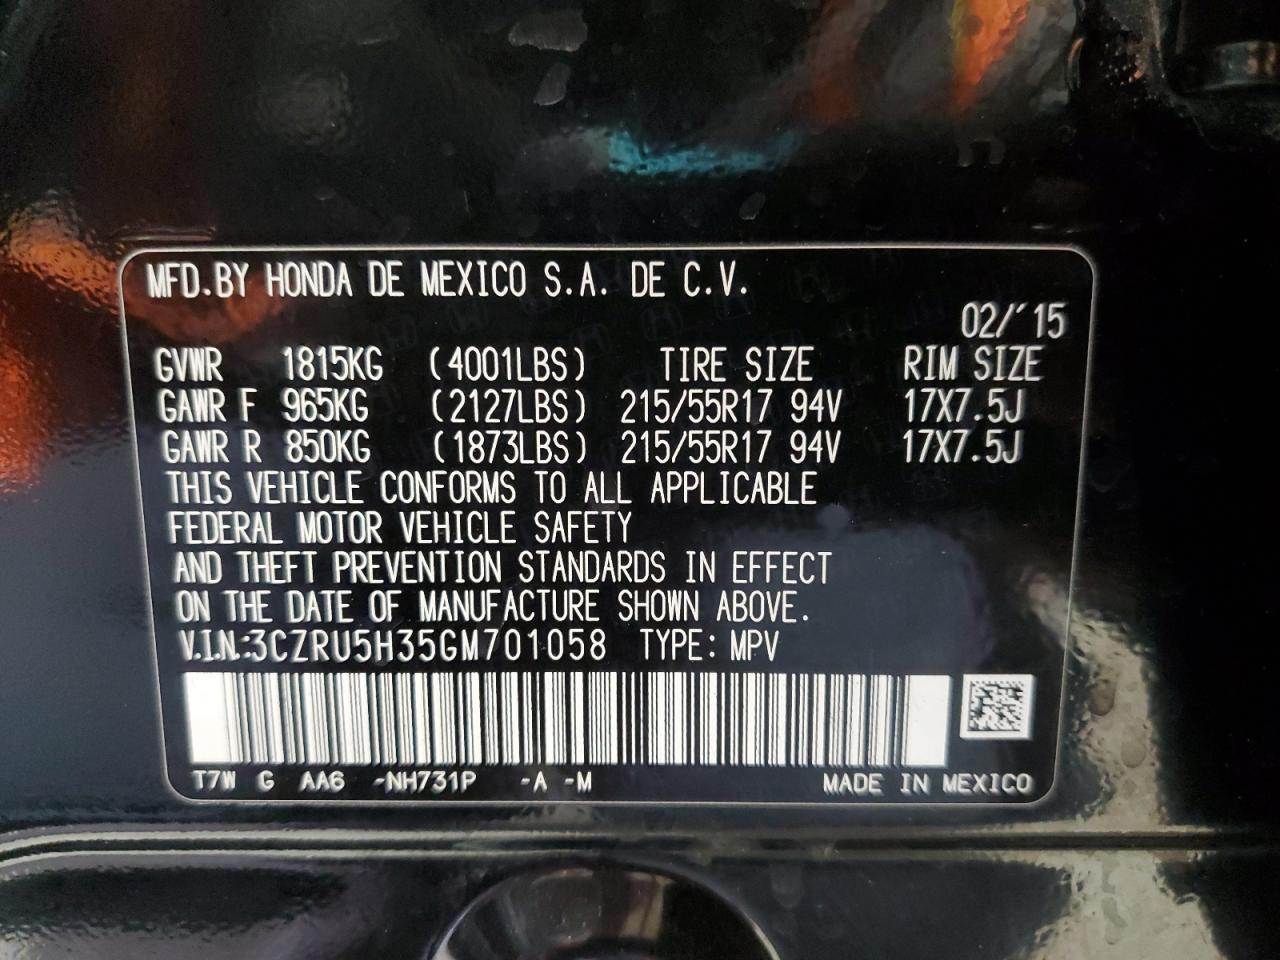 MFD.BY HONDA DE MEXICO S.A. DE C.V.
02/'15
GVWR 1815KG (4001LBS) TIRE SIZE RIM SIZE
GAWR F 965KG (2127LBS) 215/55R17 94V 17X7.5J
GAWR R 850KG (1873LBS) 215/55R17 94V 17X7.5J
THIS VEHICLE CONFORMS TO ALL APPLICABLE
FEDERAL MOTOR VEHICLE SAFETY
AND THEFT PREVENTION STANDARDS IN EFFECT
ON THE DATE OF MANUFACTURE SHOWN ABOVE.
V.I.N.:3CZRU5H35GM701058 TYPE: MPV
T7W G AA6 -NH731P -A -M MADE IN MEXICO